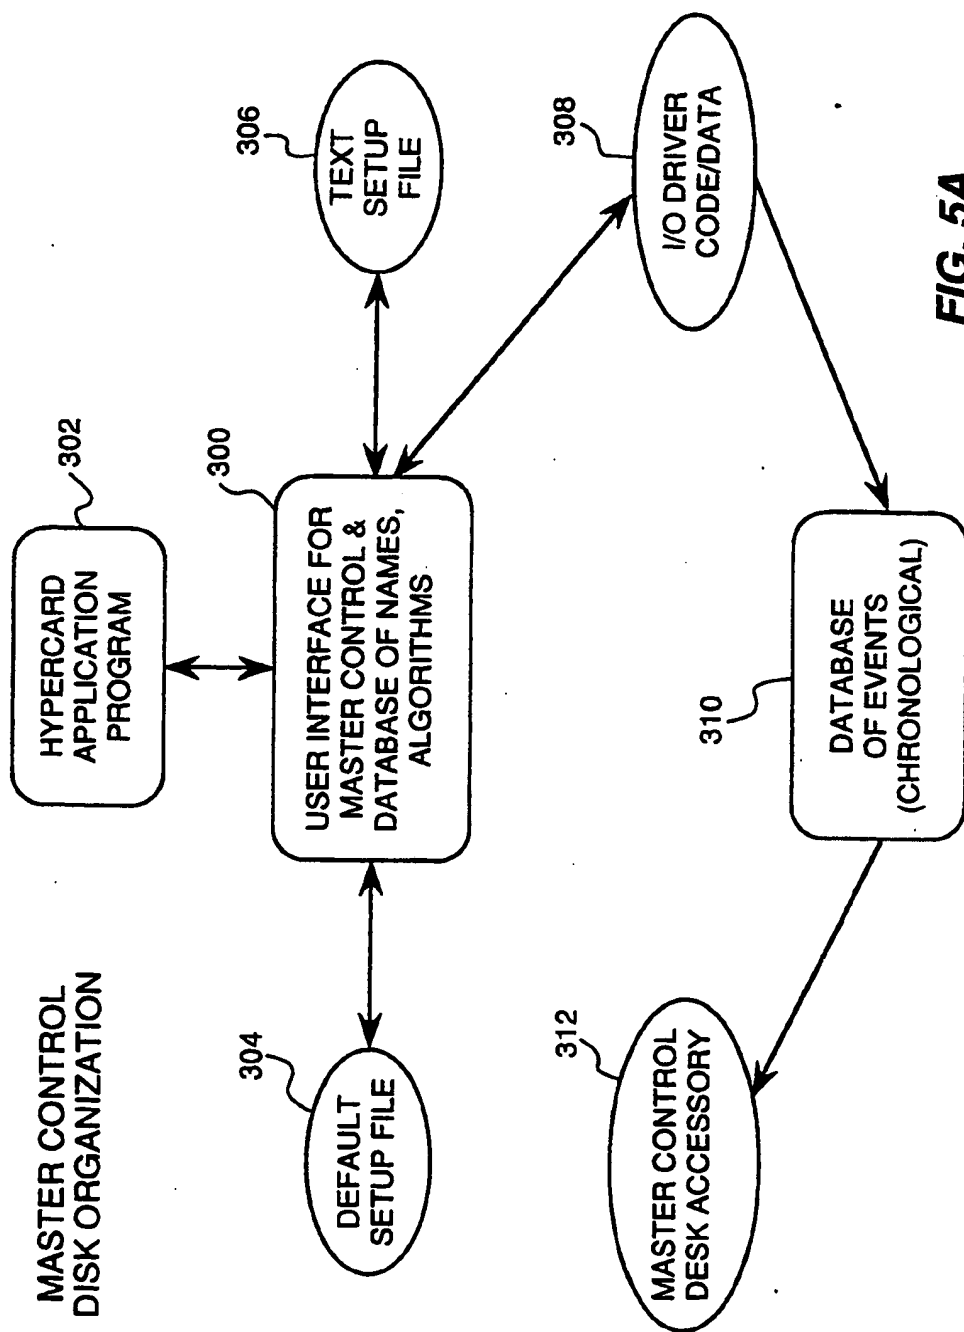 MASTER CONTROL
DISK ORGANIZATION
HYPERCARD
APPLICATION
PROGRAM
302
300
USER INTERFACE FOR
MASTER CONTROL &
DATABASE OF NAMES,
ALGORITHMS
304
DEFAULT
SETUP FILE
306
TEXT
SETUP
FILE
308
I/O DRIVER
CODE/DATA
310
DATABASE
OF EVENTS
(CHRONOLOGICAL)
312
MASTER CONTROL
DESK ACCESSORY
FIG. 5A